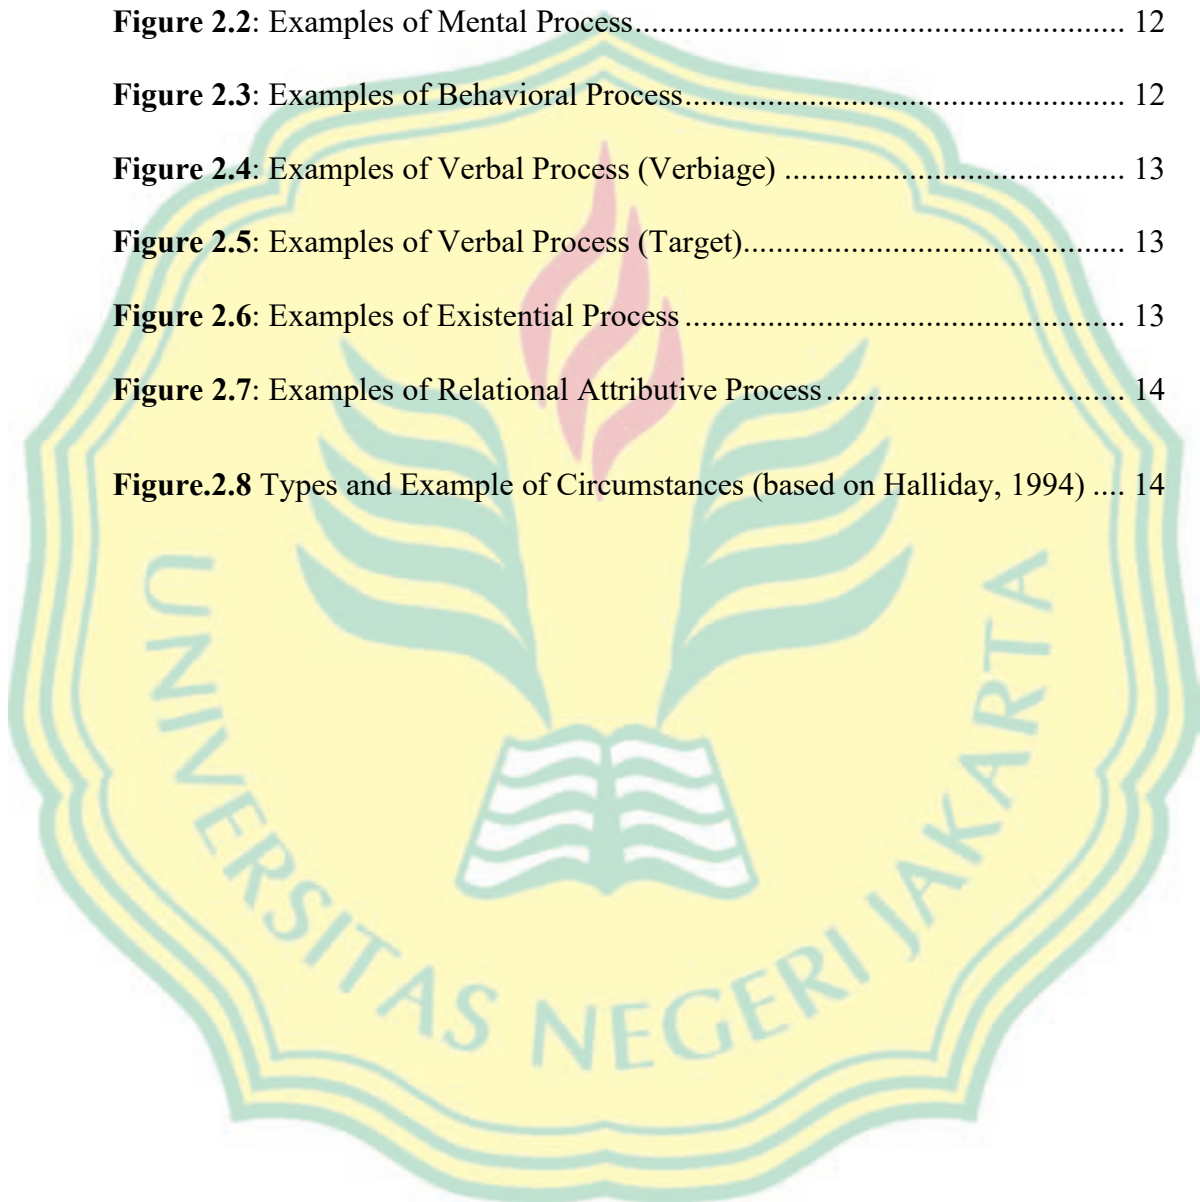 Figure 2.2: Examples of Mental Process............................................................ 12
Figure 2.3: Examples of Behavioral Process...................................................... 12
Figure 2.4: Examples of Verbal Process (Verbiage) .......................................... 13
Figure 2.5: Examples of Verbal Process (Target)............................................... 13
Figure 2.6: Examples of Existential Process ...................................................... 13
Figure 2.7: Examples of Relational Attributive Process..................................... 14
Figure.2.8 Types and Example of Circumstances (based on Halliday, 1994) .... 14
UNIVERSITAS NEGERI JAKARTA